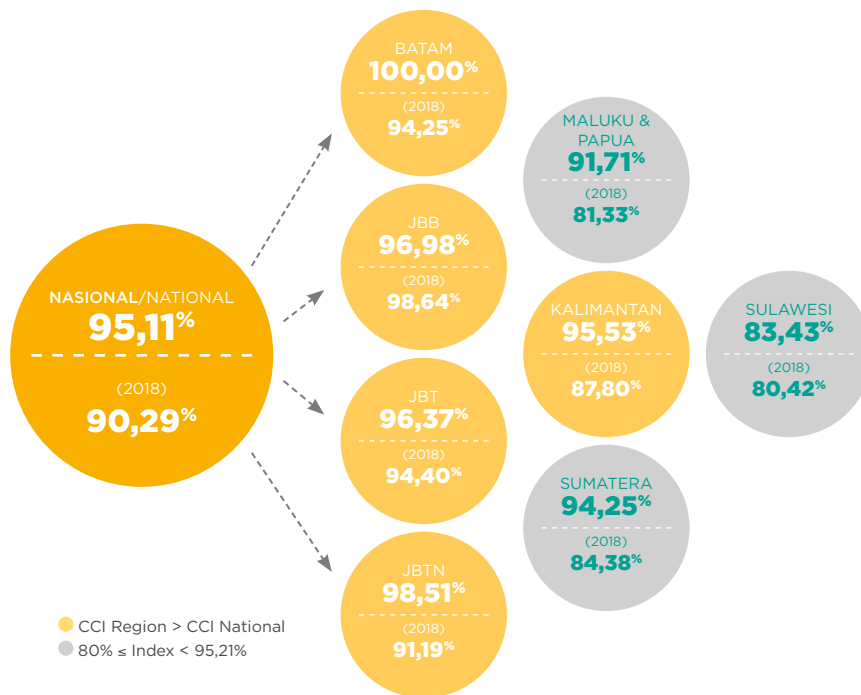 NASIONAL/NATIONAL
95,11%
(2018)
90,29%
BATAM
100,00%
(2018)
94,25%
JBB
96,98%
(2018)
98,64%
JBT
96,37%
(2018)
94,40%
JBTN
98,51%
(2018)
91,19%
MALUKU &
PAPUA
91,71%
(2018)
81,33%
KALIMANTAN
95,53%
(2018)
87,80%
SUMATERA
94,25%
(2018)
84,38%
SULAWESI
83,43%
(2018)
80,42%
CCI Region > CCI National
80% ≤ Index < 95,21%